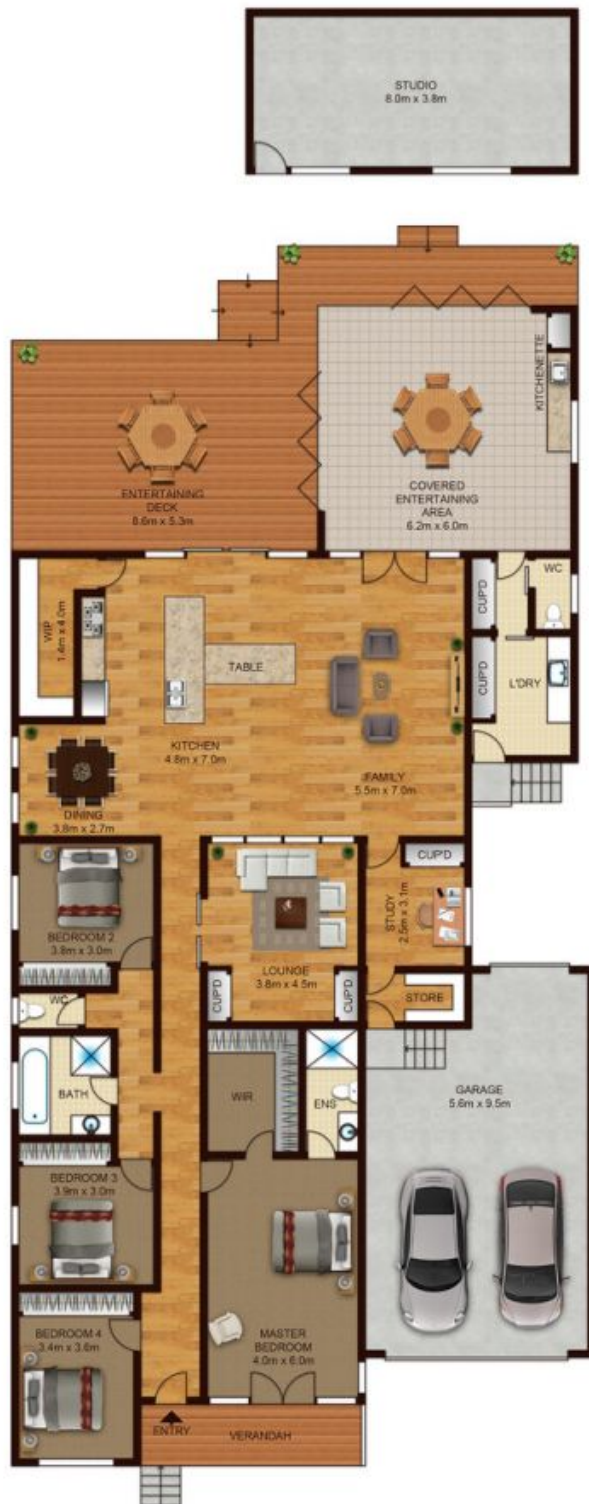 STUDIO
8.0m x 3.8m
KITCHENETTE
ENTERTAINING
DECK
8.6m x 5.3m
COVERED
ENTERTAINING
AREA
6.2m x 6.0m
WIP
1.4m x 4.0m
CUP'D
WC
TABLE
CUP'D
L'DRY
KITCHEN
4.8m x 7.0m
FAMILY
5.5m x 7.0m
DINING
3.8m x 2.7m
CUP'D
STUDY
2.5m x 3.1m
BEDROOM 2
3.8m x 3.0m
LOUNGE
3.8m x 4.5m
CUP'D
CUP'D
STORE
WC
BATH
WIR
ENS
GARAGE
5.6m x 9.5m
BEDROOM 3
3.9m x 3.0m
BEDROOM 4
3.4m x 3.6m
MASTER
BEDROOM
4.0m x 6.0m
ENTRY
VERANDAH